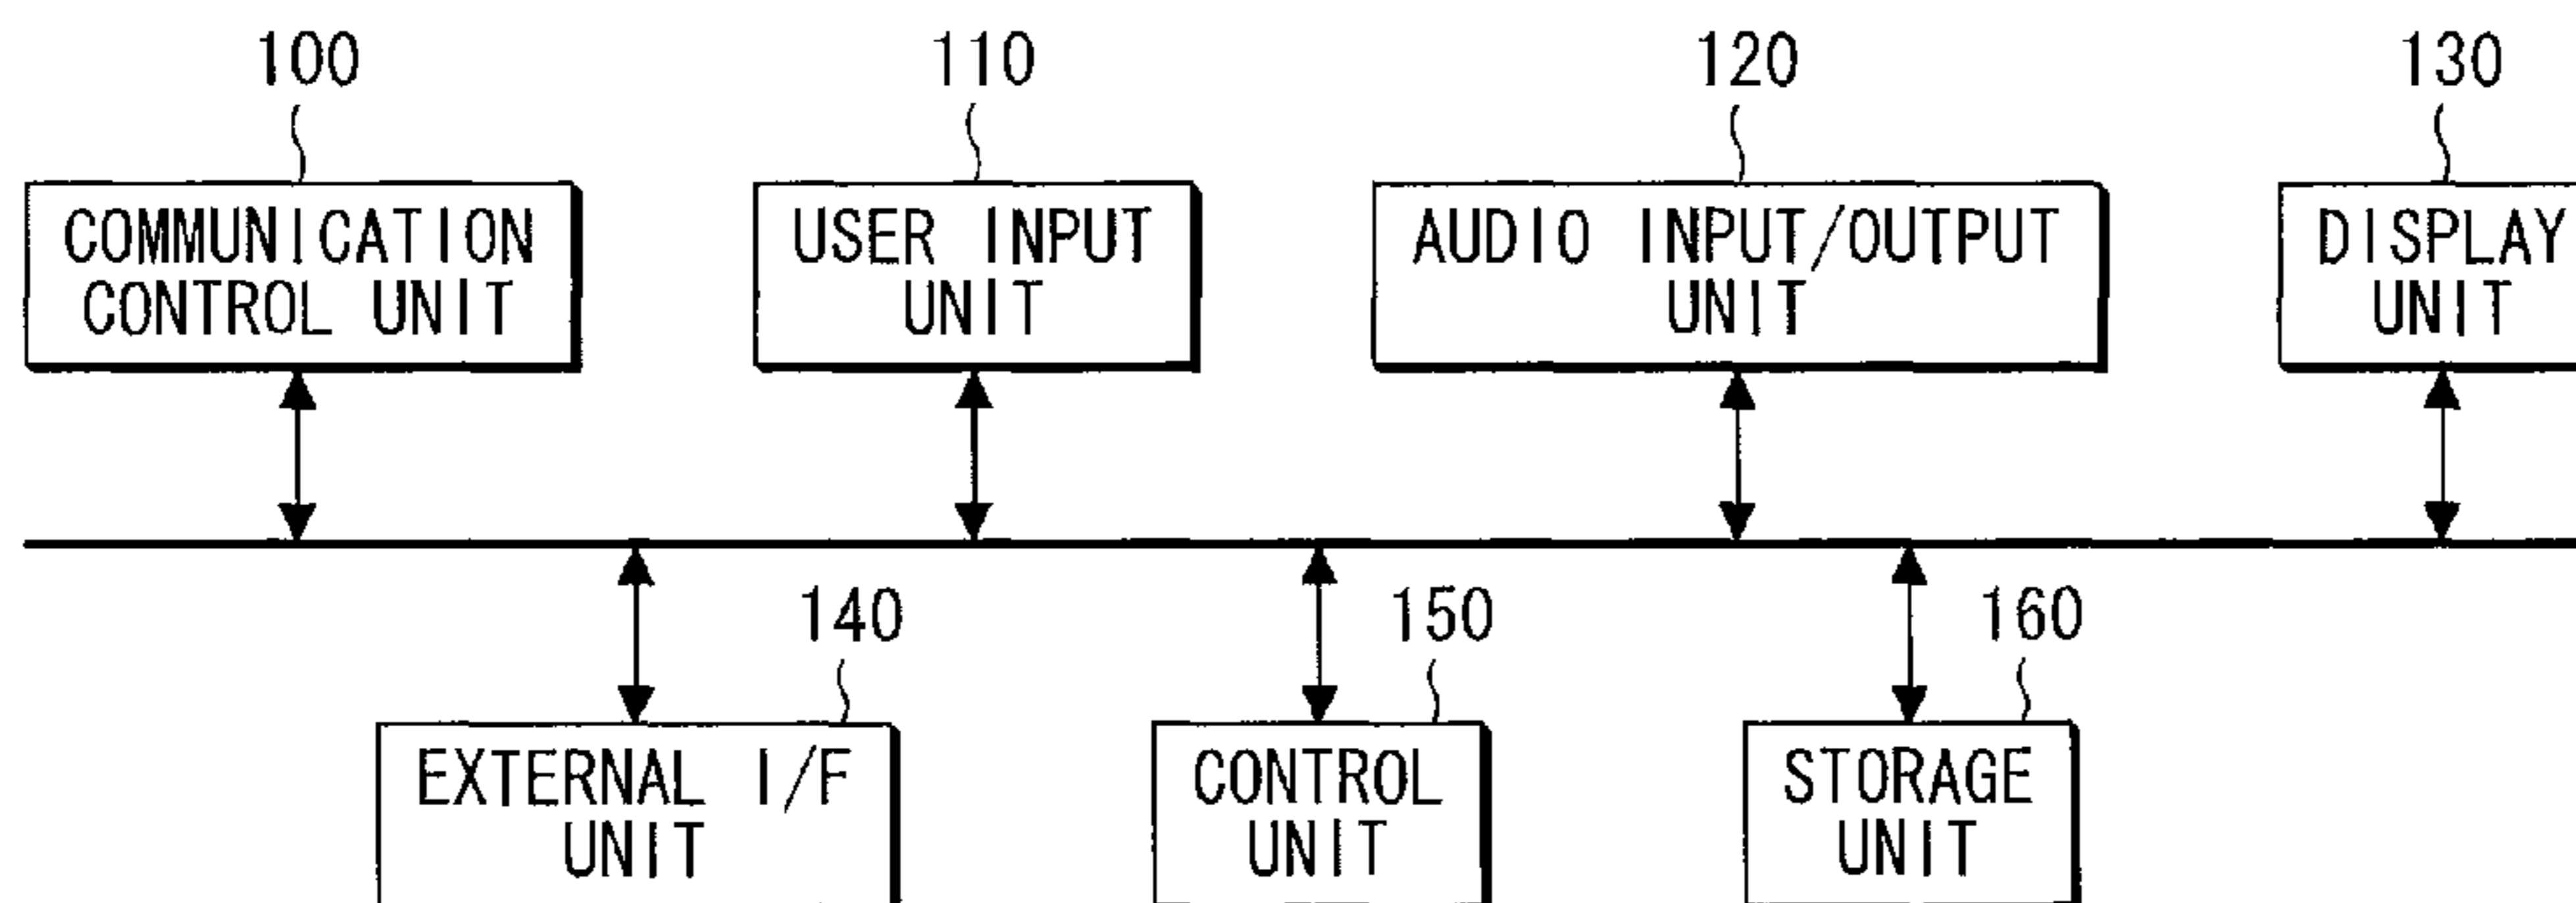 100
110
120
130
COMMUNICATION
CONTROL UNIT
USER INPUT
UNIT
AUDIO INPUT/OUTPUT
UNIT
DISPLAY
UNIT
140
150
160
EXTERNAL I/F
UNIT
CONTROL
UNIT
STORAGE
UNIT